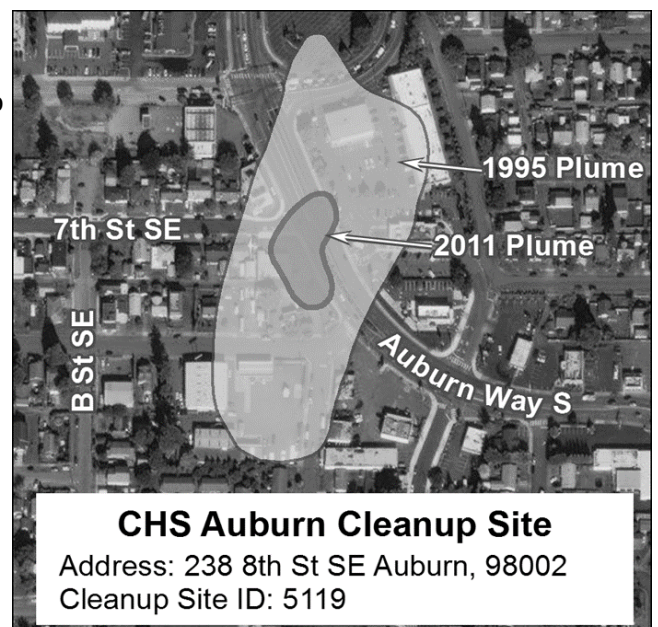 1995 Plume
7th St SE
2011 Plume
B St SE
Auburn Way S
CHS Auburn Cleanup Site
Address: 238 8th St SE Auburn, 98002
Cleanup Site ID: 5119